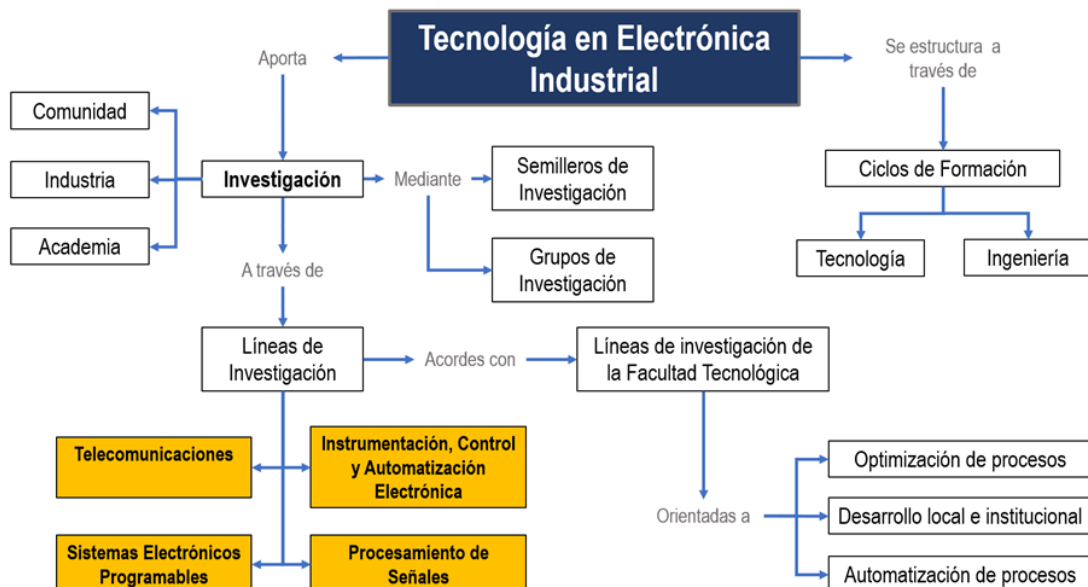 Tecnología en Electrónica
Industrial
Aporta
Se estructura a
través de
Comunidad
Industria
Academia
Investigación
Mediante
Semilleros de
Investigación
Grupos de
Investigación
Ciclos de Formación
Tecnología
Ingeniería
A través de
Líneas de
Investigación
Acordes con
Líneas de investigación de
la Facultad Tecnológica
Telecomunicaciones
Instrumentación, Control
y Automatización
Electrónica
Sistemas Electrónicos
Programables
Procesamiento de
Señales
Orientadas a
Optimización de procesos
Desarrollo local e institucional
Automatización de procesos